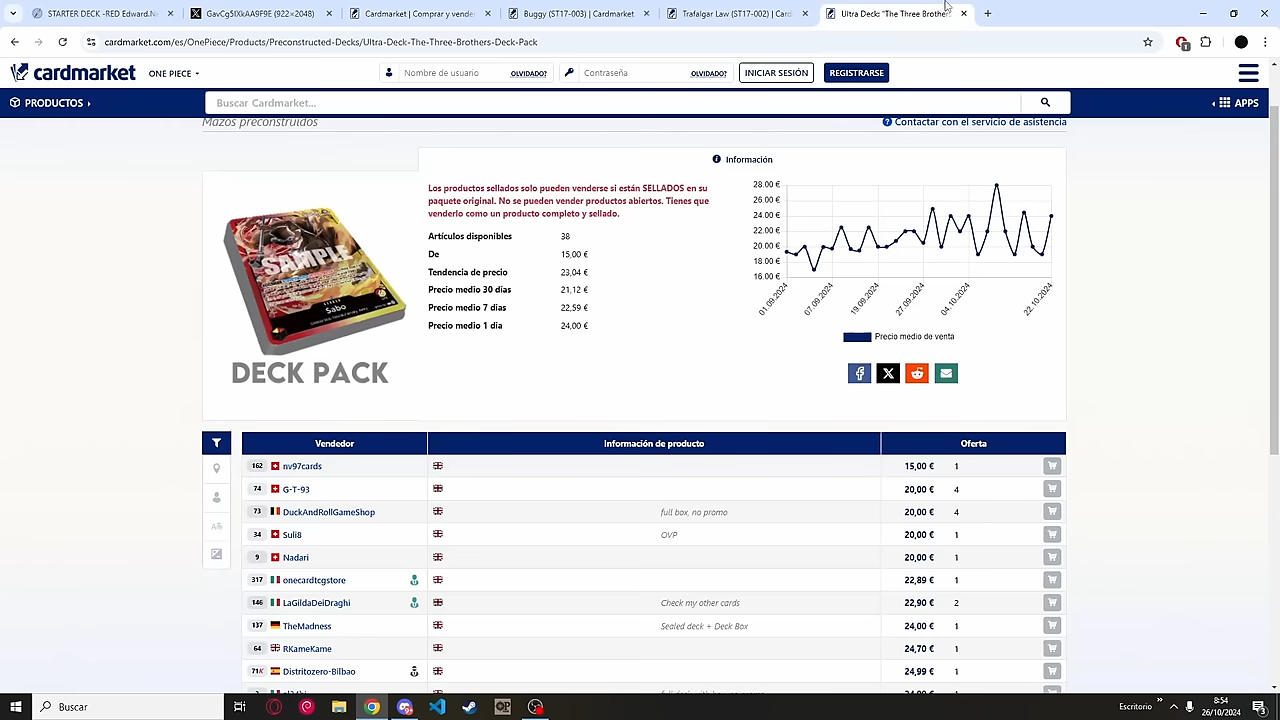 STARTER DECK -RED Edward.Ne
GavCg5IXkAA9F9E (922×2048)
Cardmarket | Comprar y vende
Buggy (ST17-003) | Cardmarket
Trafalgar Law (ST17-002) | Card
Ultra Deck: "The Three Brother
cardmarket.com/es/OnePiece/Products/Preconstructed-Decks/Ultra-Deck-The-Three-Brothers-Deck-Pack
1
cardmarket
ONE PIECE
Nombre de usuario
OLVIDADO?
Contraseña
OLVIDADO?
INICIAR SESIÓN
REGISTRARSE
PRODUCTOS
Buscar Cardmarket...
APPS
Mazos preconstruidos
Contactar con el servicio de asistencia
Información
Los productos sellados solo pueden venderse si están SELLADOS en su
paquete original. No se pueden vender productos abiertos. Tienes que
venderlo como un producto completo y sellado.
Artículos disponibles 38
De 15,00 €
Tendencia de precio 23,04 €
Precio medio 30 días 21,12 €
Precio medio 7 días 22,59 €
Precio medio 1 día 24,00 €
28.00 €
26.00 €
24.00 €
22.00 €
20.00 €
18.00 €
16.00 €
01.09.2024
07.09.2024
19.09.2024
27.09.2024
04.10.2024
22.10.2024
Precio medio de venta
SAMPLE
Sabo
DECK PACK
Vendedor Información de producto Oferta
162 nv97cards 15,00 € 1
74 G-T-93 20,00 € 4
73 DuckAndRollGameShop full box, no promo 20,00 € 4
34 Suli8 OVP 20,00 € 1
9 Nadari 20,00 € 1
317 onecardtcgstore 22,89 € 1
146 LaGildaDeiDraghi Check my other cards 22,90 € 2
137 TheMadness Sealed deck + Deck Box 24,00 € 1
64 RKameKame 24,70 € 1
71K Distritozero-Bilbao 24,99 € 1
Buscar
Escritorio
8:54
26/10/2024